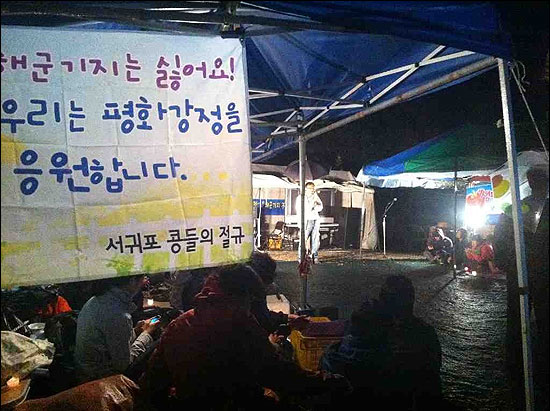 해군기지는 싫어요!
우리는 평화강정을
응원합니다...
서귀포 콩들의 절규